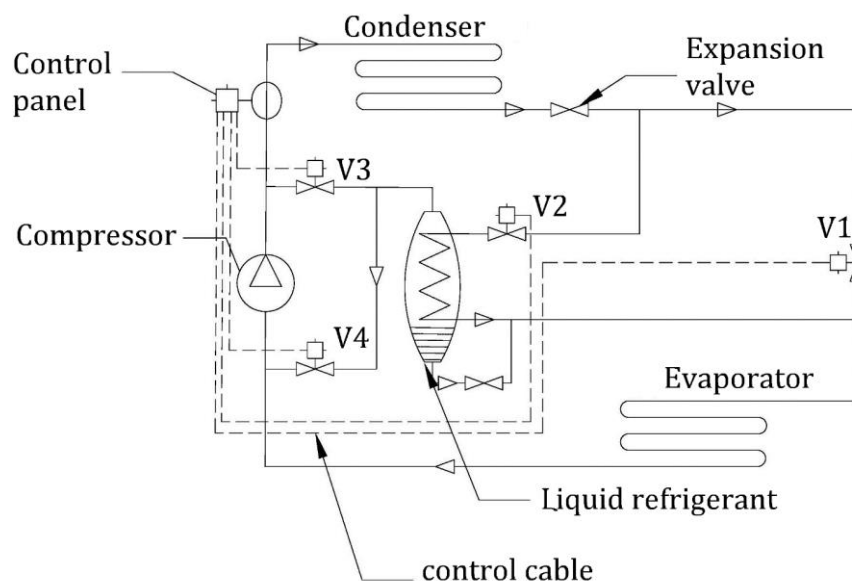 Condenser
Expansion
valve
Control
panel
V3
V2
V1
Compressor
V4
Evaporator
Liquid refrigerant
control cable